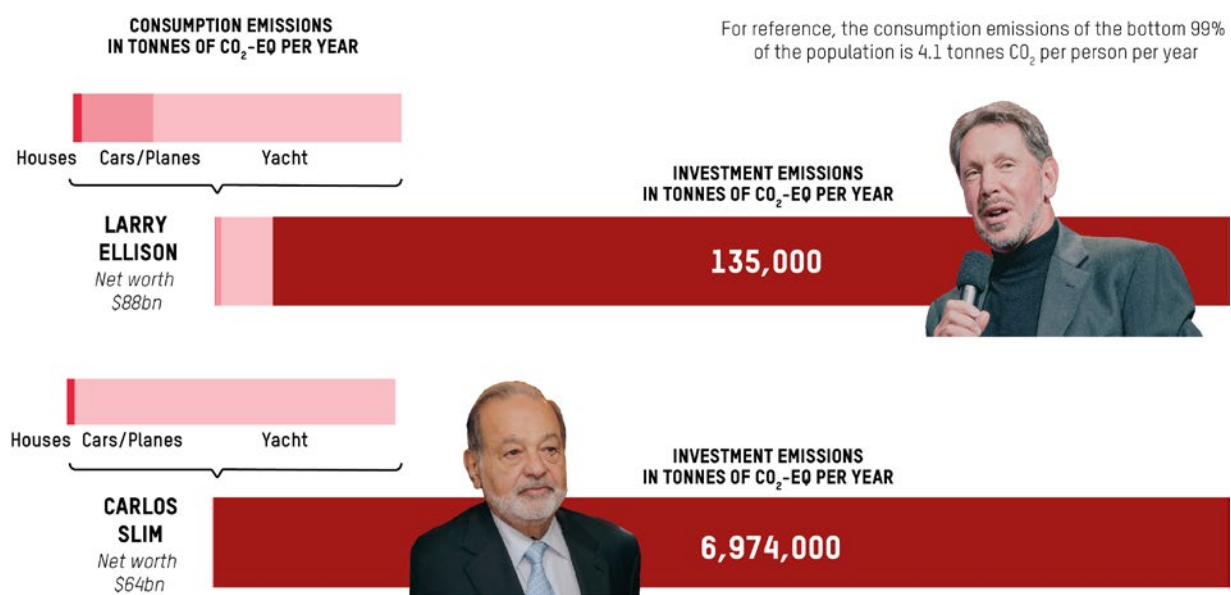 CONSUMPTION EMISSIONS
IN TONNES OF CO₂-EQ PER YEAR
For reference, the consumption emissions of the bottom 99%
of the population is 4.1 tonnes CO₂ per person per year
Houses Cars/Planes Yacht
INVESTMENT EMISSIONS
IN TONNES OF CO₂-EQ PER YEAR
LARRY
ELLISON
Net worth
$88bn
135,000
Houses Cars/Planes Yacht
INVESTMENT EMISSIONS
IN TONNES OF CO₂-EQ PER YEAR
CARLOS
SLIM
Net worth
$64bn
6,974,000